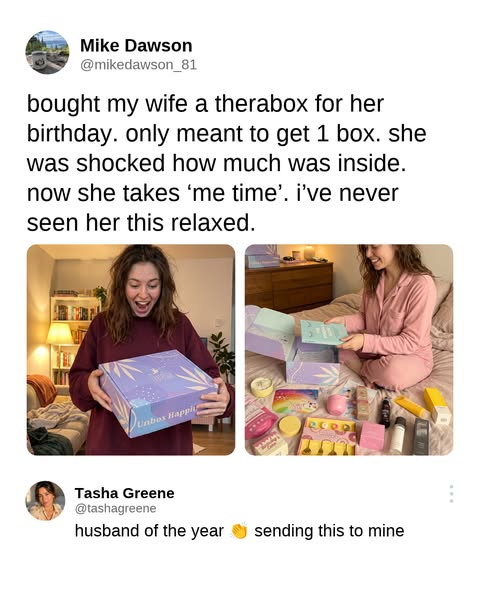 Mike Dawson
@mikedawson_81
bought my wife a therabox for her
birthday. only meant to get 1 box. she
was shocked how much was inside.
now she takes ‘me time’. i’ve never
seen her this relaxed.
Unbox Happi
Tasha Greene
@tashagreene
husband of the year 👏 sending this to mine